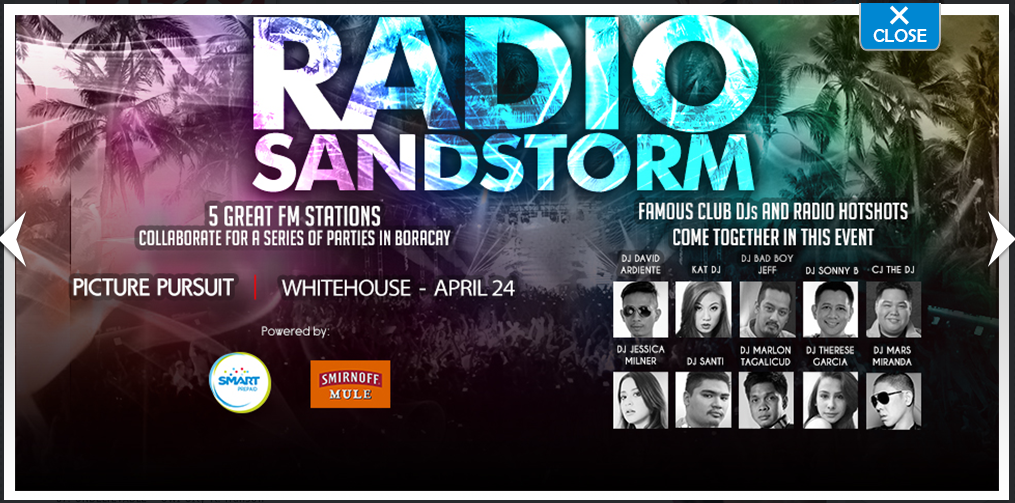 CLOSE
RADIO
SANDSTORM
5 GREAT FM STATIONS
COLLABORATE FOR A SERIES OF PARTIES IN BORACAY
PICTURE PURSUIT | WHITEHOUSE - APRIL 24
Powered by:
SMART
PREPAID
SMIRNOFF
MULE
FAMOUS CLUB DJs AND RADIO HOTSHOTS
COME TOGETHER IN THIS EVENT
DJ DAVID
ARDIENTE
KAT DJ
DJ BAD BOY
JEFF
DJ SONNY B
CJ THE DJ
DJ JESSICA
MILNER
DJ SANTI
DJ MARLON
TAGALICUD
DJ THERESE
GARCIA
DJ MARS
MIRANDA